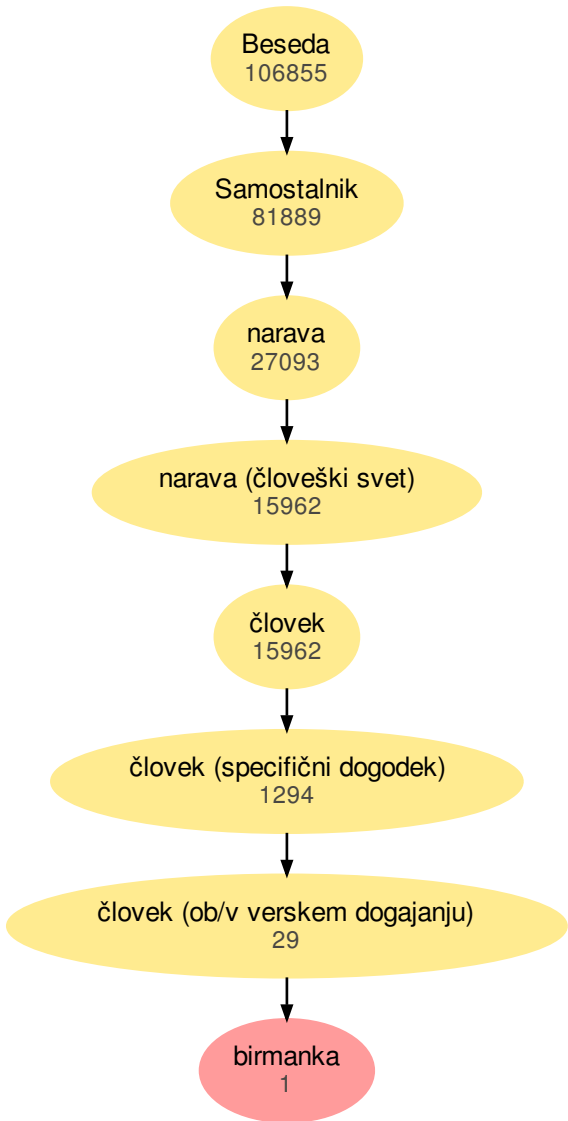 Beseda
106855
Samostalnik
81889
narava
27093
narava (človeški svet)
15962
človek
15962
človek (specifični dogodek)
1294
človek (ob/v verskem dogajanju)
29
birmanka
1